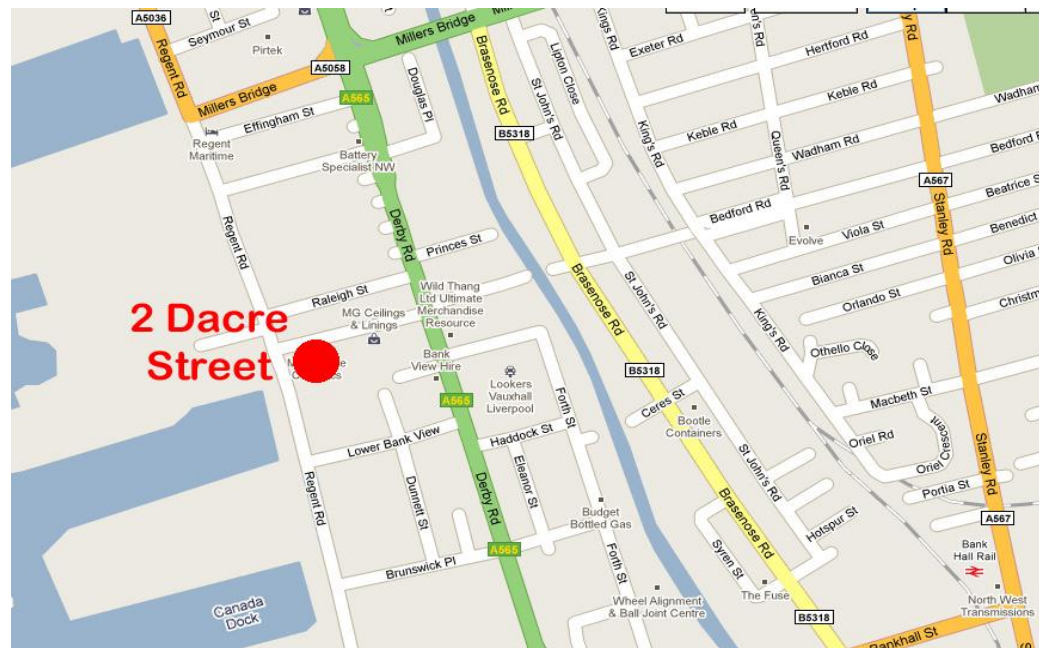 A5036
Seymour St
Pirtek
Regent Rd
Millers Bridge
A5058
Millers Bridge
A565
Effingham St
Regent
Maritime
Battery
Specialist NW
Douglas Pl
Brasenose Rd
B5318
St John's Rd
Lipton Close
Kings Rd
Exeter Rd
Hertford Rd
Rd
Keble Rd
Keble Rd
Queen's Rd
Wadham
Wadham Rd
King's Rd
Bedford Rd
Bedford R
A567
Stanley Rd
Beatrice S
Benedict
Viola St
Evolve
Olivia
Bianca St
Christm
Orlando St
Regent Rd
Derby Rd
Princes St
Raleigh St
Wild Thang
Ltd Ultimate
Merchandise
Resource
MG Ceilings
& Linings
2 Dacre
Street
Bank
View Hire
A565
Lookers
Vauxhall
Liverpool
Forth St
Brasenose Rd
St John's Rd
B5318
Ceres St
Bootle
Containers
King's Rd
Othello Close
Macbeth St
Oriel Rd
Oriel Crescent
Portia St
Stanley Rd
A567
Lower Bank View
Haddock St
Eleanor St
Dunnett St
Derby Rd
Regent Rd
Budget
Bottled Gas
Forth St
A565
Brunswick Pl
Canada
Dock
St John's Rd
Brasenose Rd
Hotspur St
Syren St
The Fuse
Wheel Alignment
& Ball Joint Centre
B5318
Bank
Hall Rail
North West
Transmissions
Bankhall St